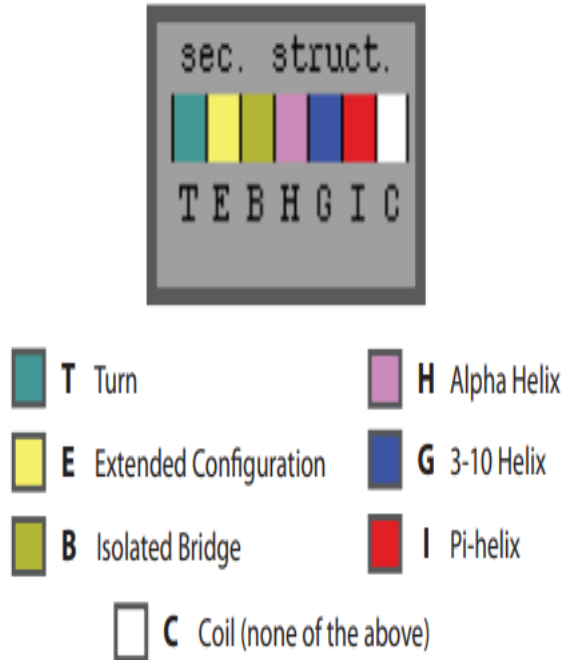 sec. struct.
T E B H G I C
T Turn
H Alpha Helix
E Extended Configuration
G 3-10 Helix
B Isolated Bridge
I Pi-helix
C Coil (none of the above)